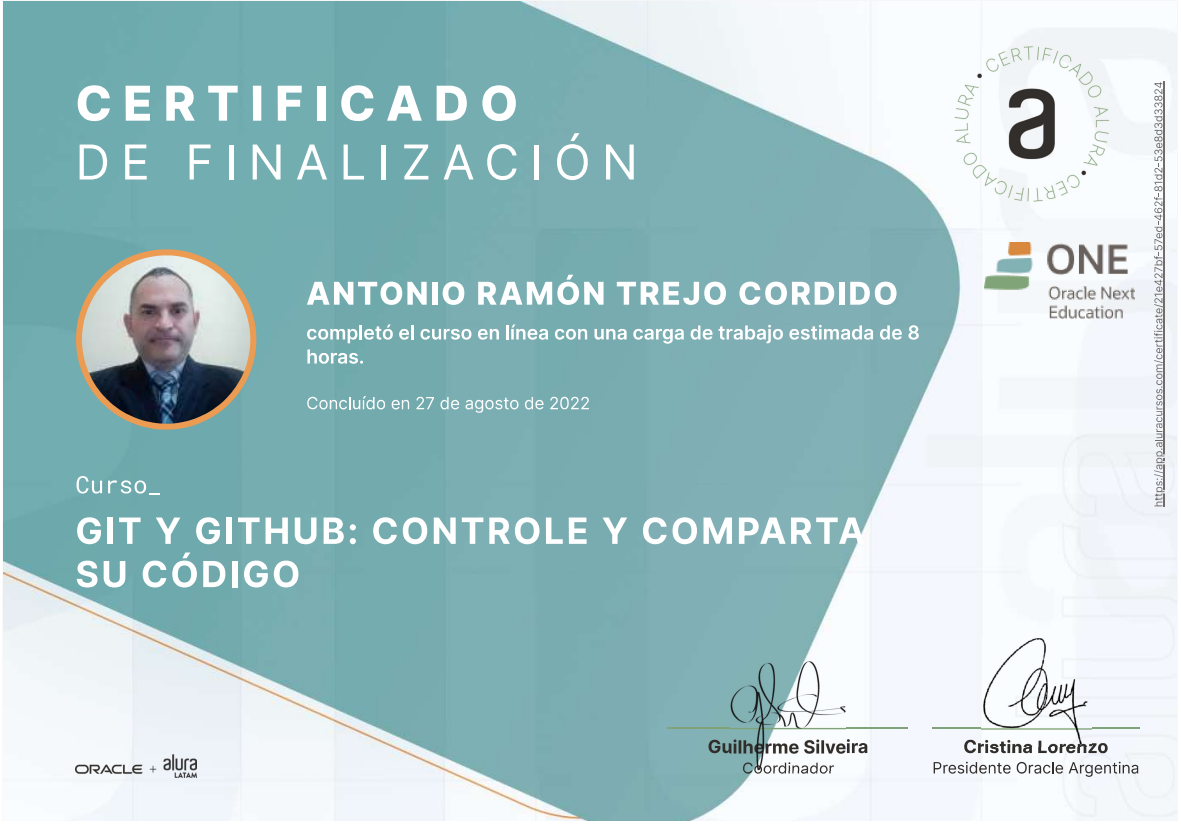 CERTIFICADO
DE FINALIZACIÓN
CERTIFICADO ALURA • CERTIFICADO ALURA •
a
ONE
Oracle Next
Education
https://app.aluracursos.com/certificate/21e427bf-57ed-462f-81d2-53e8d3d33824
ANTONIO RAMÓN TREJO CORDIDO
completó el curso en línea con una carga de trabajo estimada de 8
horas.
Concluído en 27 de agosto de 2022
Curso_
GIT Y GITHUB: CONTROLE Y COMPARTA
SU CÓDIGO
Guilherme Silveira
Coordinador
Cristina Lorenzo
Presidente Oracle Argentina
ORACLE + alura
LATAM
alura